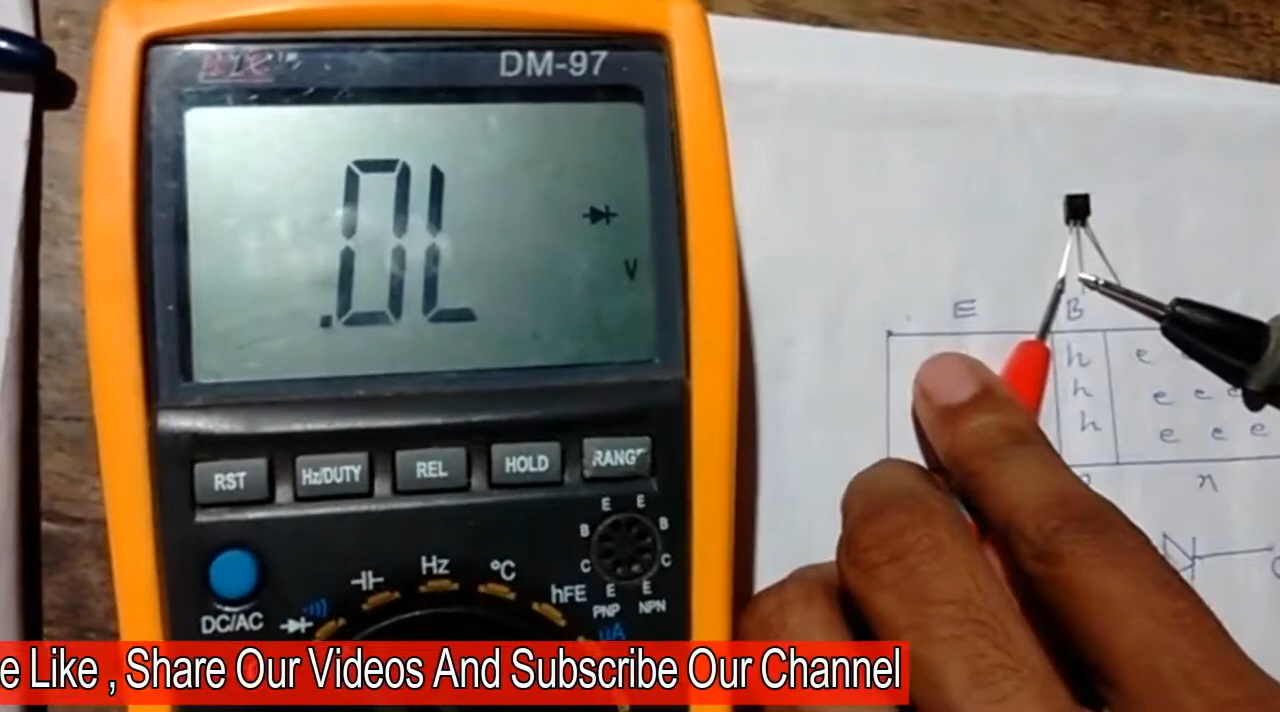 DM-97
.0L
V
E
B
h e
h e e e
h e e e
n
RST Hz/DUTY REL HOLD RANGE
E E
B B
C C
E E
PNP NPN
DC/AC
Hz
°C
hFE
µA
e Like , Share Our Videos And Subscribe Our Channel